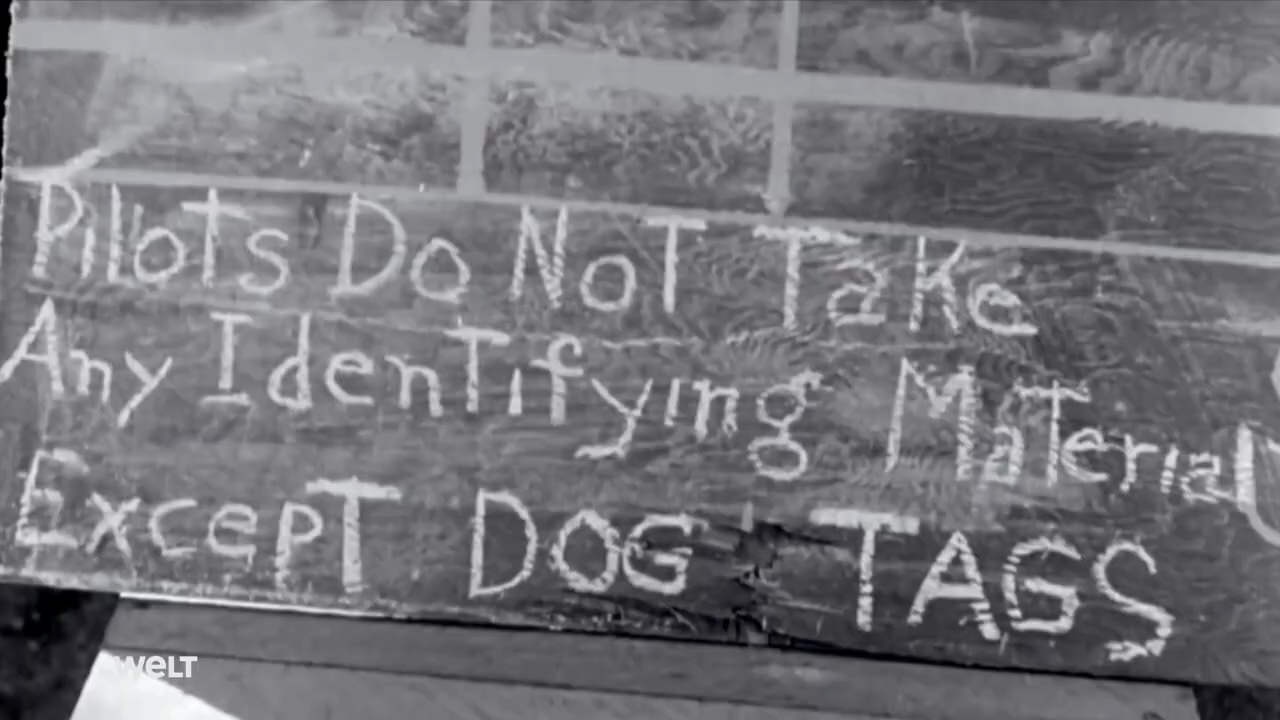 Pilots Do Not Take
Any Identifying Material
Except DOG TAGS
welt